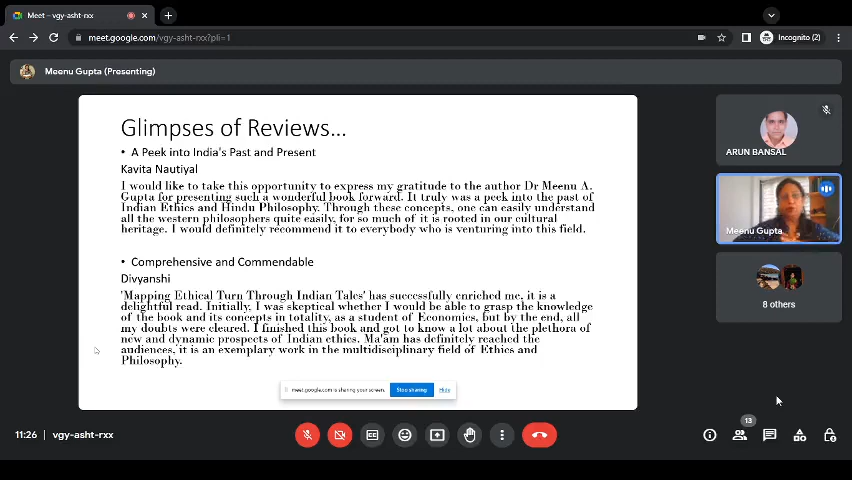 Meet – vgy-asht-rxx
meet.google.com/vgy-asht-rxx?pli=1
Incognito (2)
Meenu Gupta (Presenting)
Glimpses of Reviews...
• A Peek into India's Past and Present
Kavita Nautiyal
I would like to take this opportunity to express my gratitude to the author Dr Meenu A.
Gupta for presenting such a wonderful book forward. It truly was a peek into the past of
Indian Ethics and Hindu Philosophy. Through these concepts, one can easily understand
all the western philosophers quite easily, for so much of it is rooted in our cultural
heritage. I would definitely recommend it to everybody who is venturing into this field.
• Comprehensive and Commendable
Divyanshi
'Mapping Ethical Turn Through Indian Tales' has successfully enriched me, it is a
delightful read. Initially, I was skeptical whether I would be able to grasp the knowledge
of the book and its concepts in totality, as a student of Economics, but by the end, all
my doubts were cleared. I finished this book and got to know a lot about the plethora of
new and dynamic prospects of Indian ethics. Ma'am has definitely reached the
audiences, it is an exemplary work in the multidisciplinary field of Ethics and
Philosophy.
meet.google.com is sharing your screen.
Stop sharing
Hide
ARUN BANSAL
Meenu Gupta
8 others
11:26
vgy-asht-rxx
13